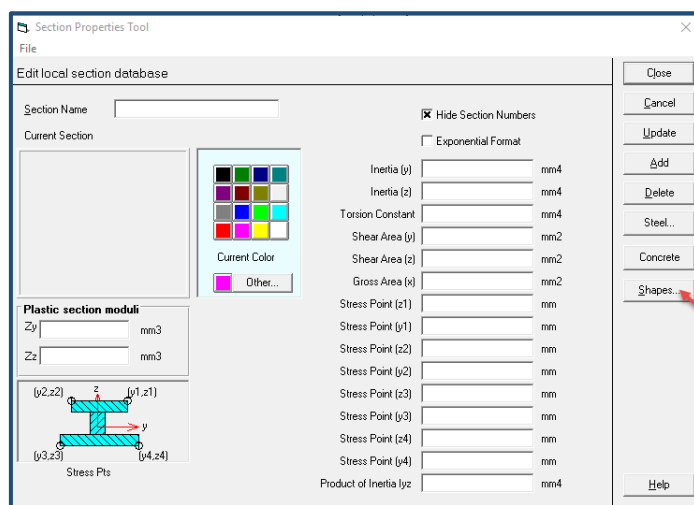 Section Properties Tool
File
Edit local section database
Section Name
Current Section
Current Color
Other...
Plastic section moduli
Zy mm3
Zz mm3
(y2,z2) z (y1,z1)
y
(y3,z3) (y4,z4)
Stress Pts
Hide Section Numbers
Exponential Format
Inertia (y) mm4
Inertia (z) mm4
Torsion Constant mm4
Shear Area (y) mm2
Shear Area (z) mm2
Gross Area (x) mm2
Stress Point (z1) mm
Stress Point (y1) mm
Stress Point (z2) mm
Stress Point (y2) mm
Stress Point (z3) mm
Stress Point (y3) mm
Stress Point (z4) mm
Stress Point (y4) mm
Product of Inertia Iyz mm4
Close
Cancel
Update
Add
Delete
Steel...
Concrete
Shapes...
Help